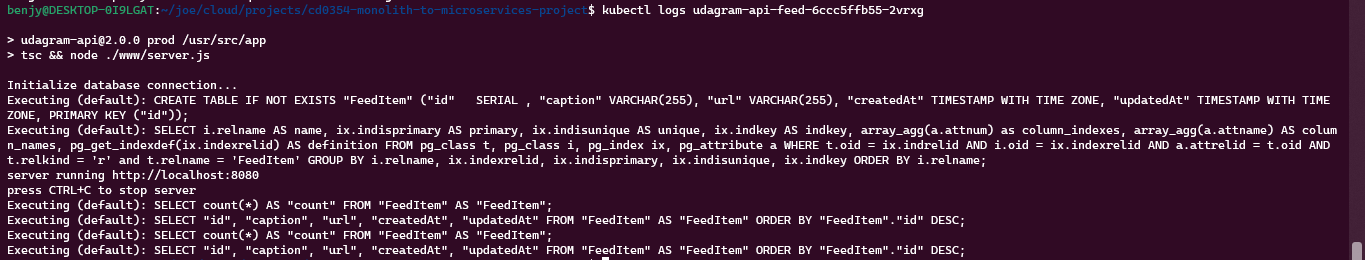 benjy@DESKTOP-0I9LGAT:~/joe/cloud/projects/cd0354-monolith-to-microservices-project$ kubectl logs udagram-api-feed-6ccc5ffb55-2vrxg
> udagram-api@2.0.0 prod /usr/src/app
> tsc && node ./www/server.js
Initialize database connection...
Executing (default): CREATE TABLE IF NOT EXISTS "FeedItem" ("id"   SERIAL , "caption" VARCHAR(255), "url" VARCHAR(255), "createdAt" TIMESTAMP WITH TIME ZONE, "updatedAt" TIMESTAMP WITH TIME
ZONE, PRIMARY KEY ("id"));
Executing (default): SELECT i.relname AS name, ix.indisprimary AS primary, ix.indisunique AS unique, ix.indkey AS indkey, array_agg(a.attnum) as column_indexes, array_agg(a.attname) AS colum
n_names, pg_get_indexdef(ix.indexrelid) AS definition FROM pg_class t, pg_class i, pg_index ix, pg_attribute a WHERE t.oid = ix.indrelid AND i.oid = ix.indexrelid AND a.attrelid = t.oid AND
t.relkind = 'r' and t.relname = 'FeedItem' GROUP BY i.relname, ix.indexrelid, ix.indisprimary, ix.indisunique, ix.indkey ORDER BY i.relname;
server running http://localhost:8080
press CTRL+C to stop server
Executing (default): SELECT count(*) AS "count" FROM "FeedItem" AS "FeedItem";
Executing (default): SELECT "id", "caption", "url", "createdAt", "updatedAt" FROM "FeedItem" AS "FeedItem" ORDER BY "FeedItem"."id" DESC;
Executing (default): SELECT count(*) AS "count" FROM "FeedItem" AS "FeedItem";
Executing (default): SELECT "id", "caption", "url", "createdAt", "updatedAt" FROM "FeedItem" AS "FeedItem" ORDER BY "FeedItem"."id" DESC;